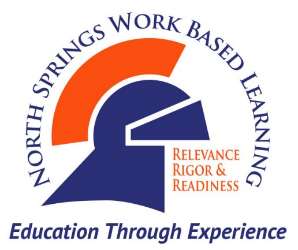 North Springs Work Based Learning
Relevance
Rigor &
Readiness
Education Through Experience